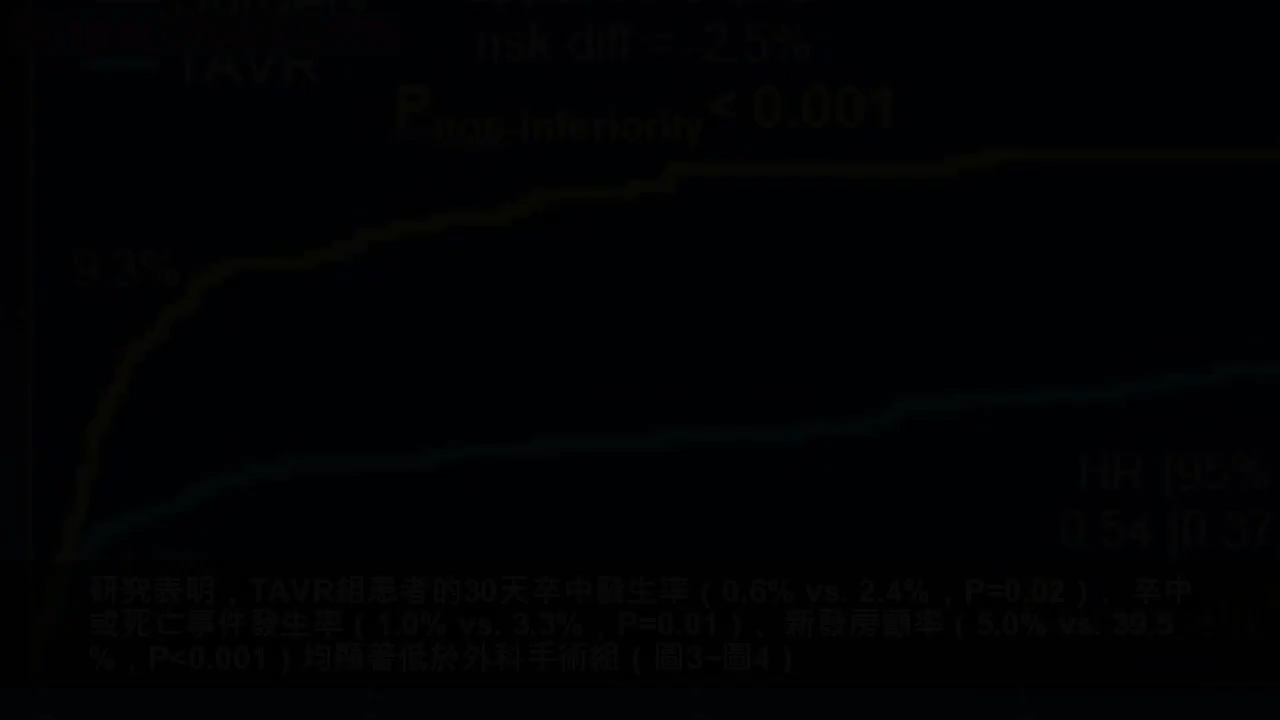 risk diff = -2.5%
TAVR
P non-inferiority < 0.001
9.3%
HR [95%
0.54 [0.37
研究表明，TAVR組患者的30天卒中發生率（0.6% vs. 2.4%，P=0.02）、卒中
或死亡事件發生率（1.0% vs. 3.3%，P=0.01）、新發房顫率（5.0% vs. 39.5
%，P<0.001）均顯著低於外科手術組（圖3-圖4）